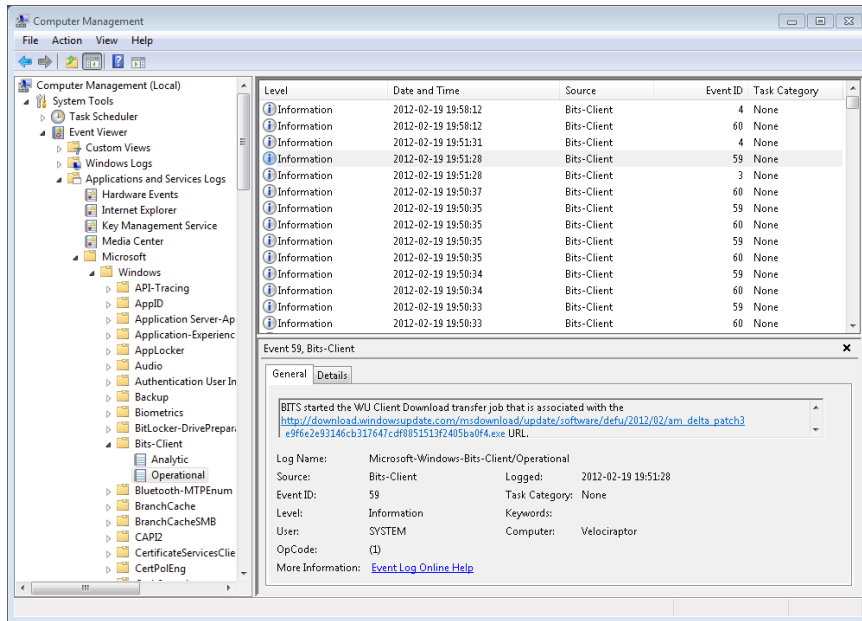 Computer Management
File Action View Help
Computer Management (Local)
System Tools
Task Scheduler
Event Viewer
Custom Views
Windows Logs
Applications and Services Logs
Hardware Events
Internet Explorer
Key Management Service
Media Center
Microsoft
Windows
API-Tracing
AppID
Application Server-Ap
Application-Experienc
AppLocker
Audio
Authentication User In
Backup
Biometrics
BitLocker-DrivePrepar
Bits-Client
Analytic
Operational
Bluetooth-MTPEnum
BranchCache
BranchCacheSMB
CAPI2
CertificateServicesClie
CertPolEng
Level Date and Time Source Event ID Task Category
Information 2012-02-19 19:58:12 Bits-Client 4 None
Information 2012-02-19 19:58:12 Bits-Client 60 None
Information 2012-02-19 19:51:31 Bits-Client 4 None
Information 2012-02-19 19:51:28 Bits-Client 59 None
Information 2012-02-19 19:51:28 Bits-Client 3 None
Information 2012-02-19 19:50:37 Bits-Client 60 None
Information 2012-02-19 19:50:35 Bits-Client 59 None
Information 2012-02-19 19:50:35 Bits-Client 60 None
Information 2012-02-19 19:50:35 Bits-Client 59 None
Information 2012-02-19 19:50:35 Bits-Client 60 None
Information 2012-02-19 19:50:34 Bits-Client 59 None
Information 2012-02-19 19:50:34 Bits-Client 60 None
Information 2012-02-19 19:50:33 Bits-Client 59 None
Information 2012-02-19 19:50:33 Bits-Client 60 None
Event 59, Bits-Client
General Details
BITS started the WU Client Download transfer job that is associated with the
http://download.windowsupdate.com/msdownload/update/software/defu/2012/02/am_delta_patch3
_e9f6e2e93146cb317647cdf8851513f2405ba0f4.exe URL.
Log Name: Microsoft-Windows-Bits-Client/Operational
Source: Bits-Client Logged: 2012-02-19 19:51:28
Event ID: 59 Task Category: None
Level: Information Keywords:
User: SYSTEM Computer: Velociraptor
OpCode: (1)
More Information: Event Log Online Help